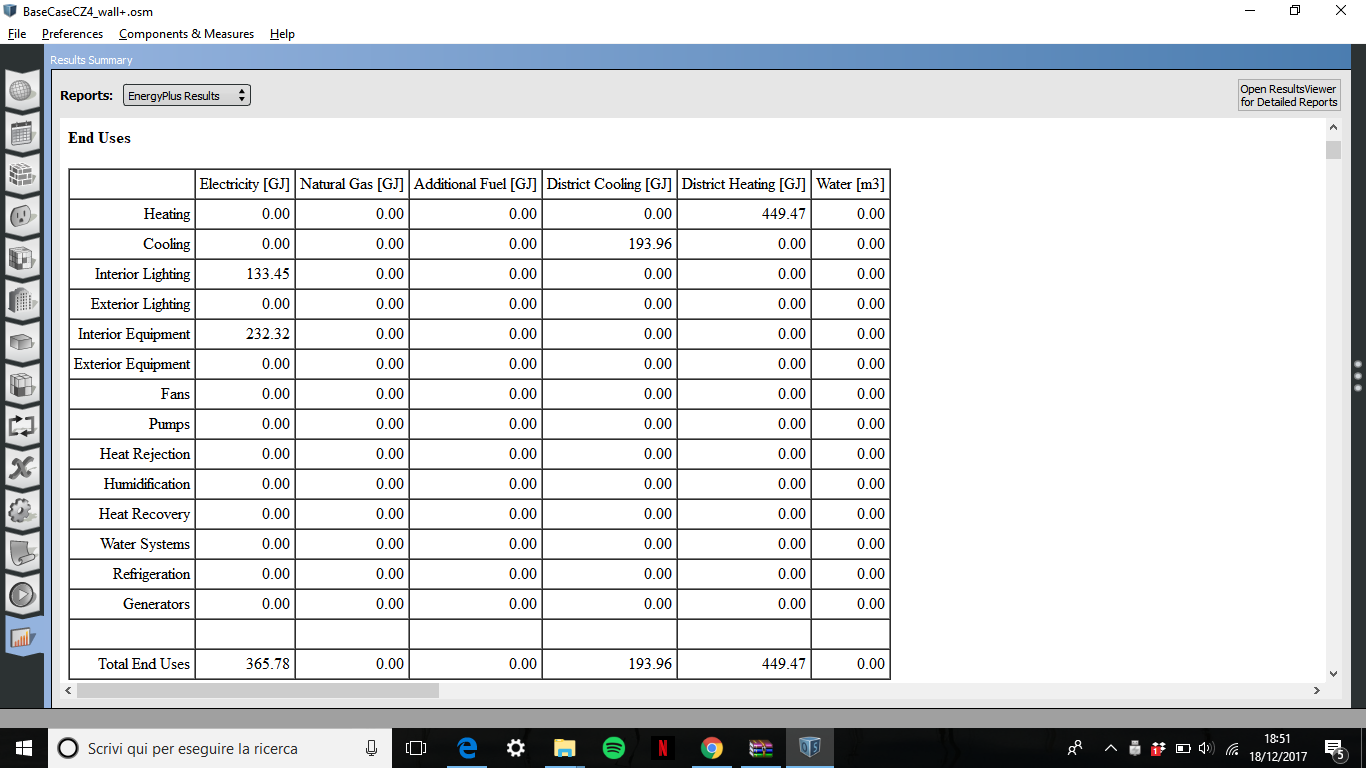 BaseCaseCZ4_wall+.osm
File Preferences Components & Measures Help
Results Summary
Reports: EnergyPlus Results
Open ResultsViewer
for Detailed Reports
End Uses
Electricity [GJ] Natural Gas [GJ] Additional Fuel [GJ] District Cooling [GJ] District Heating [GJ] Water [m3]
Heating 0.00 0.00 0.00 0.00 449.47 0.00
Cooling 0.00 0.00 0.00 193.96 0.00 0.00
Interior Lighting 133.45 0.00 0.00 0.00 0.00 0.00
Exterior Lighting 0.00 0.00 0.00 0.00 0.00 0.00
Interior Equipment 232.32 0.00 0.00 0.00 0.00 0.00
Exterior Equipment 0.00 0.00 0.00 0.00 0.00 0.00
Fans 0.00 0.00 0.00 0.00 0.00 0.00
Pumps 0.00 0.00 0.00 0.00 0.00 0.00
Heat Rejection 0.00 0.00 0.00 0.00 0.00 0.00
Humidification 0.00 0.00 0.00 0.00 0.00 0.00
Heat Recovery 0.00 0.00 0.00 0.00 0.00 0.00
Water Systems 0.00 0.00 0.00 0.00 0.00 0.00
Refrigeration 0.00 0.00 0.00 0.00 0.00 0.00
Generators 0.00 0.00 0.00 0.00 0.00 0.00
Total End Uses 365.78 0.00 0.00 193.96 449.47 0.00
Scrivi qui per eseguire la ricerca
18:51
18/12/2017
5